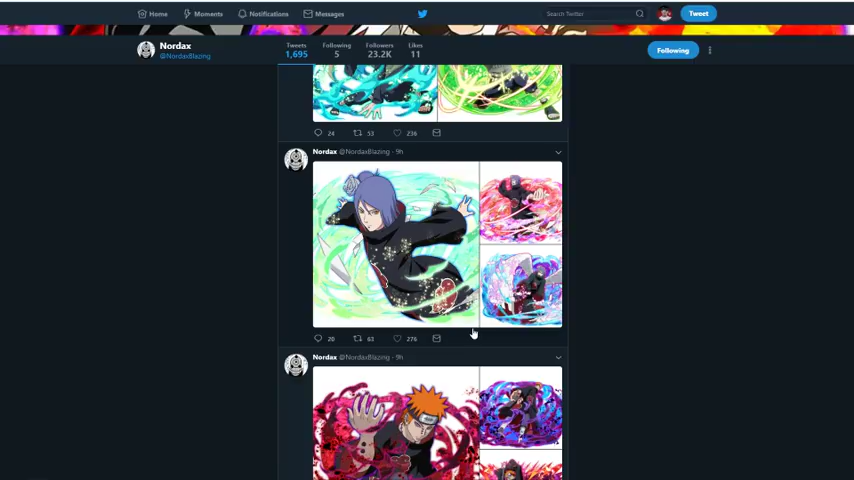 Home Moments Notifications Messages Search Twitter Tweet
Nordax
@NordaxBlazing
Tweets Following Followers Likes
1,695 5 23.2K 11
Following
24 53 236
Nordax @NordaxBlazing · 9h
20 63 276
Nordax @NordaxBlazing · 9h